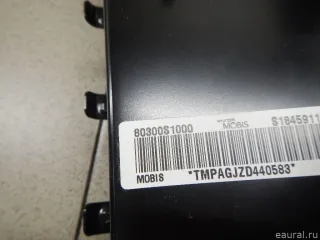 80300S1000 MOBIS S1845911
MOBIS *TMPAGJZD440583*
© eaural.ru